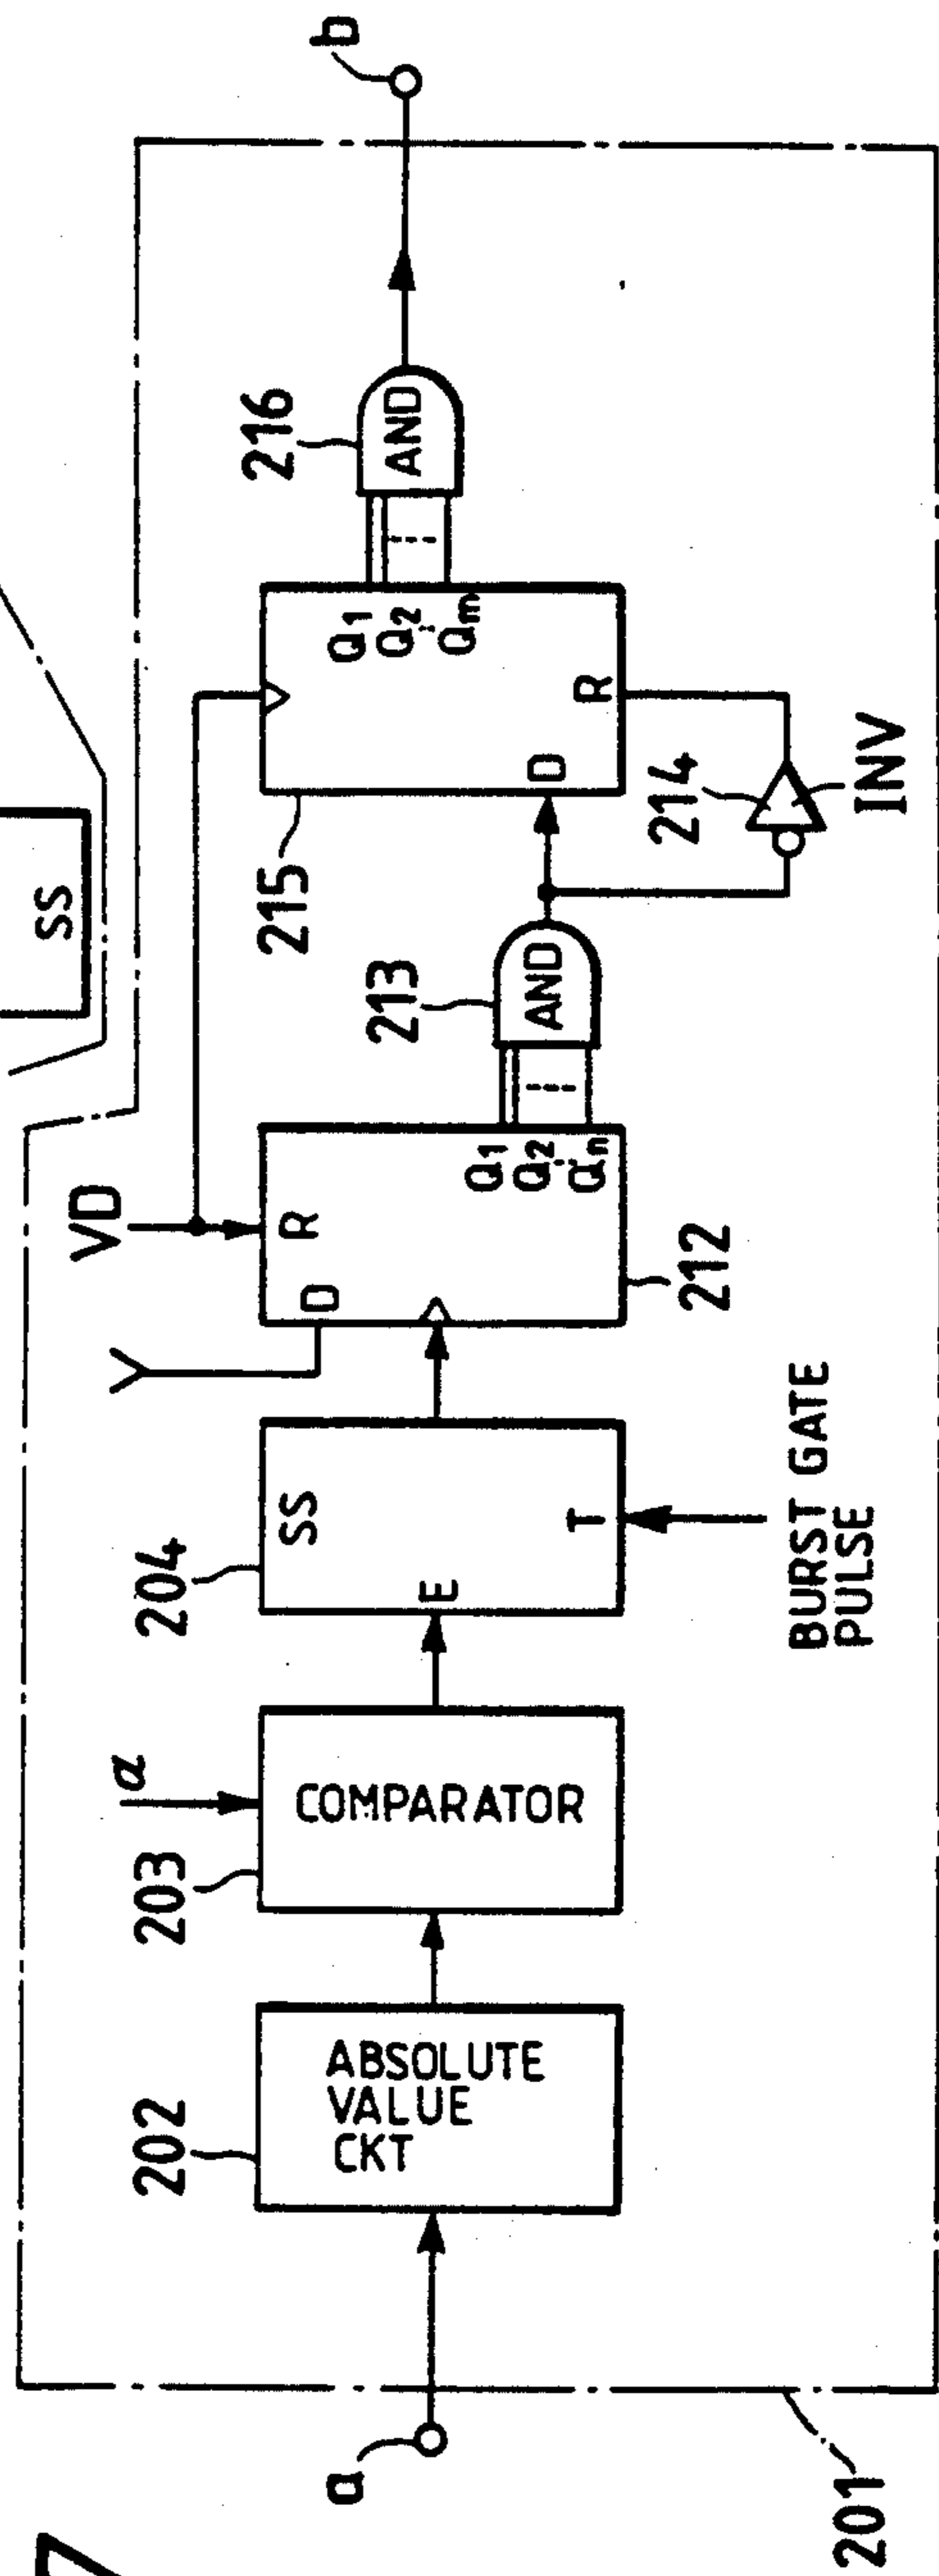 7
a
201
202
ABSOLUTE
VALUE
CKT
203
α
COMPARATOR
204
SS
E
T
BURST GATE
PULSE
VD
D
R
Q1
Q2
Qn
212
213
AND
SS
215
D
R
Q1
Q2
Qm
214
INV
216
AND
b